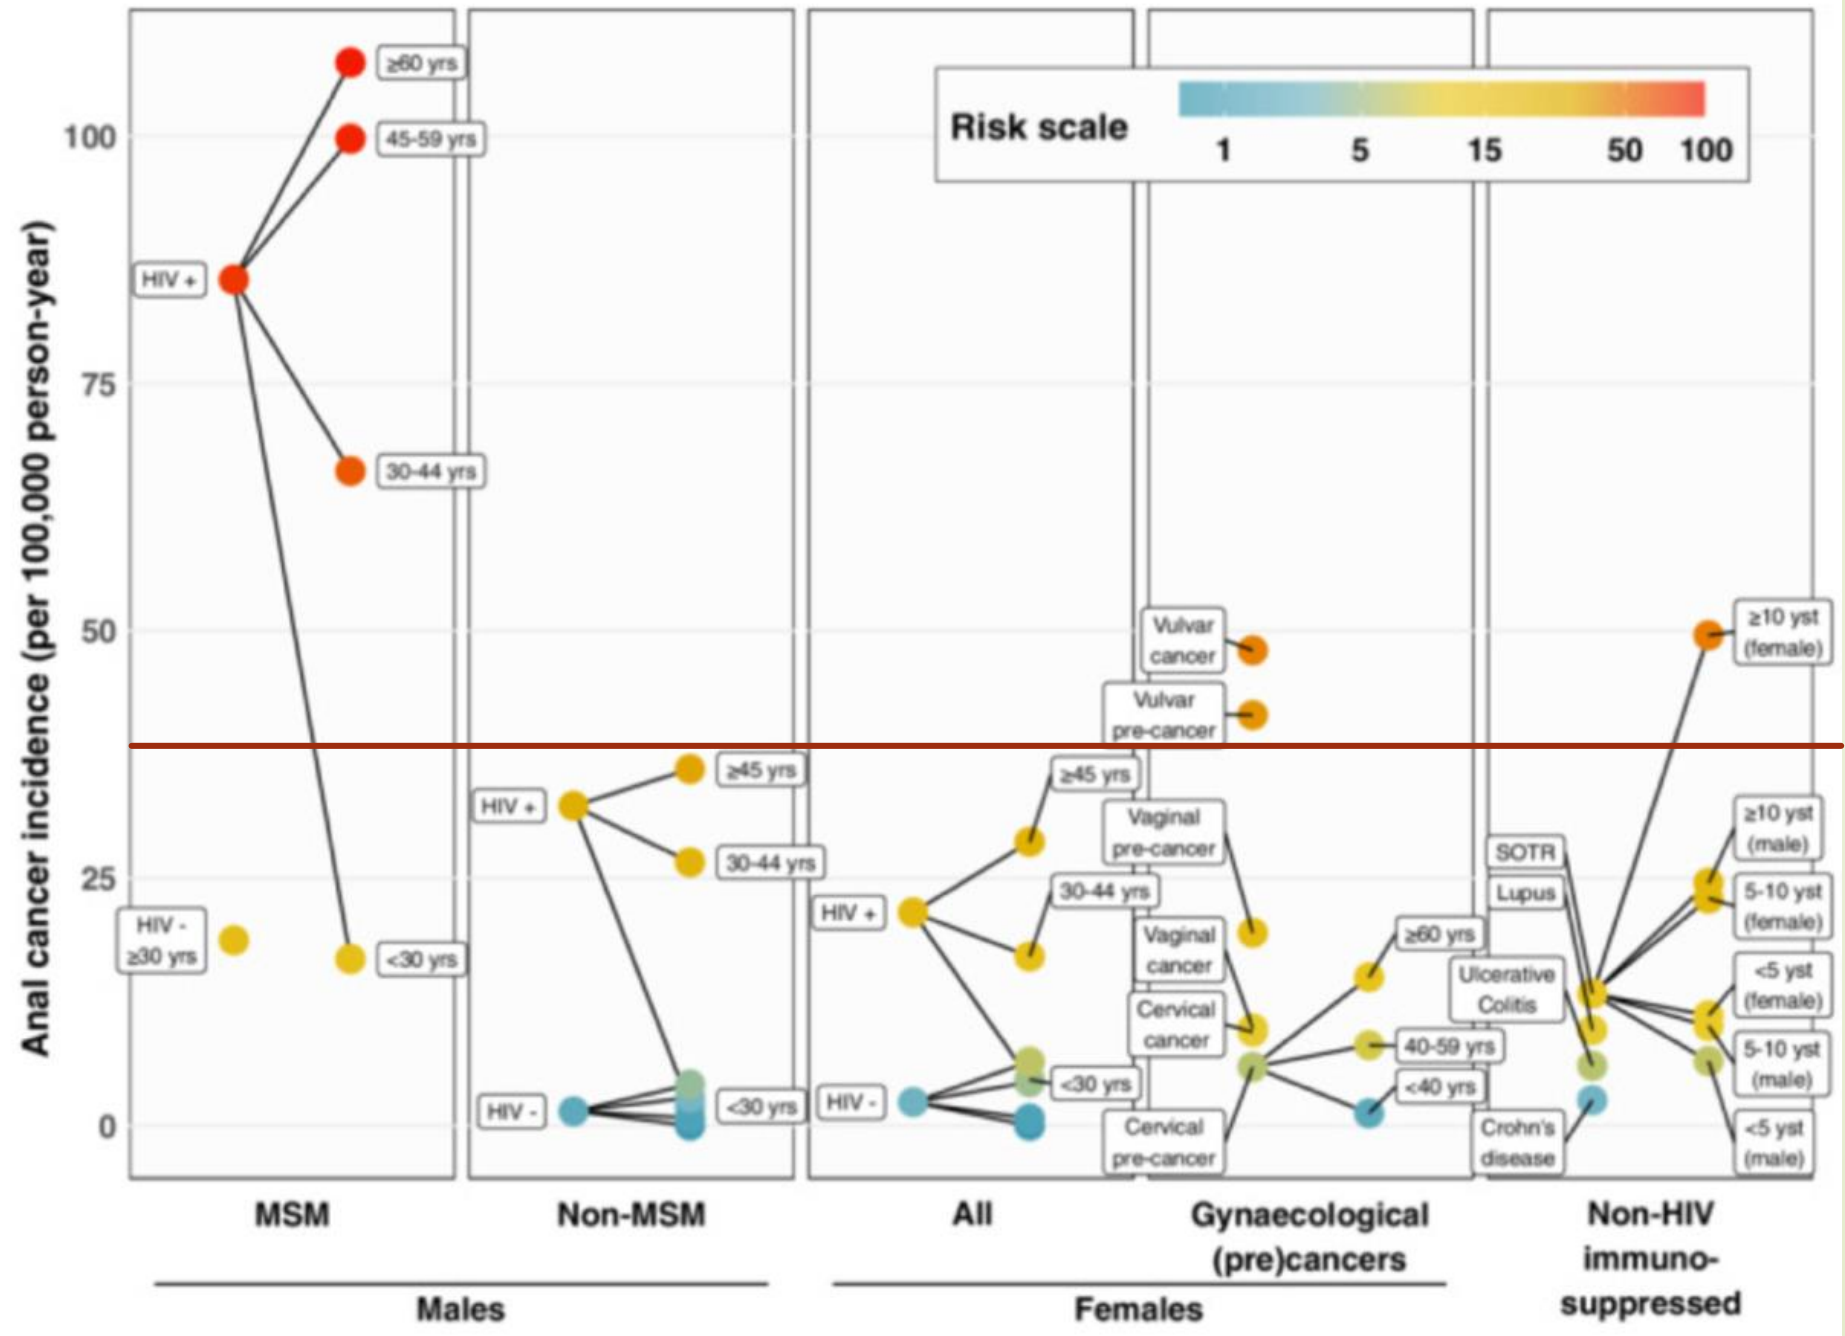 Anal cancer incidence (per 100,000 person-year)
100
75
50
25
0
Risk scale
1 5 15 50 100
≥60 yrs
45-59 yrs
HIV +
30-44 yrs
HIV -
≥30 yrs
<30 yrs
HIV +
≥45 yrs
30-44 yrs
HIV -
<30 yrs
≥45 yrs
30-44 yrs
HIV +
HIV -
<30 yrs
Vulvar
cancer
Vulvar
pre-cancer
Vaginal
pre-cancer
Vaginal
cancer
Cervical
cancer
Cervical
pre-cancer
≥60 yrs
40-59 yrs
<40 yrs
SOTR
Lupus
Ulcerative
Colitis
Crohn's
disease
≥10 yst
(female)
≥10 yst
(male)
5-10 yst
(female)
<5 yst
(female)
5-10 yst
(male)
<5 yst
(male)
MSM
Non-MSM
All
Gynaecological
(pre)cancers
Non-HIV
immuno-
suppressed
Males
Females